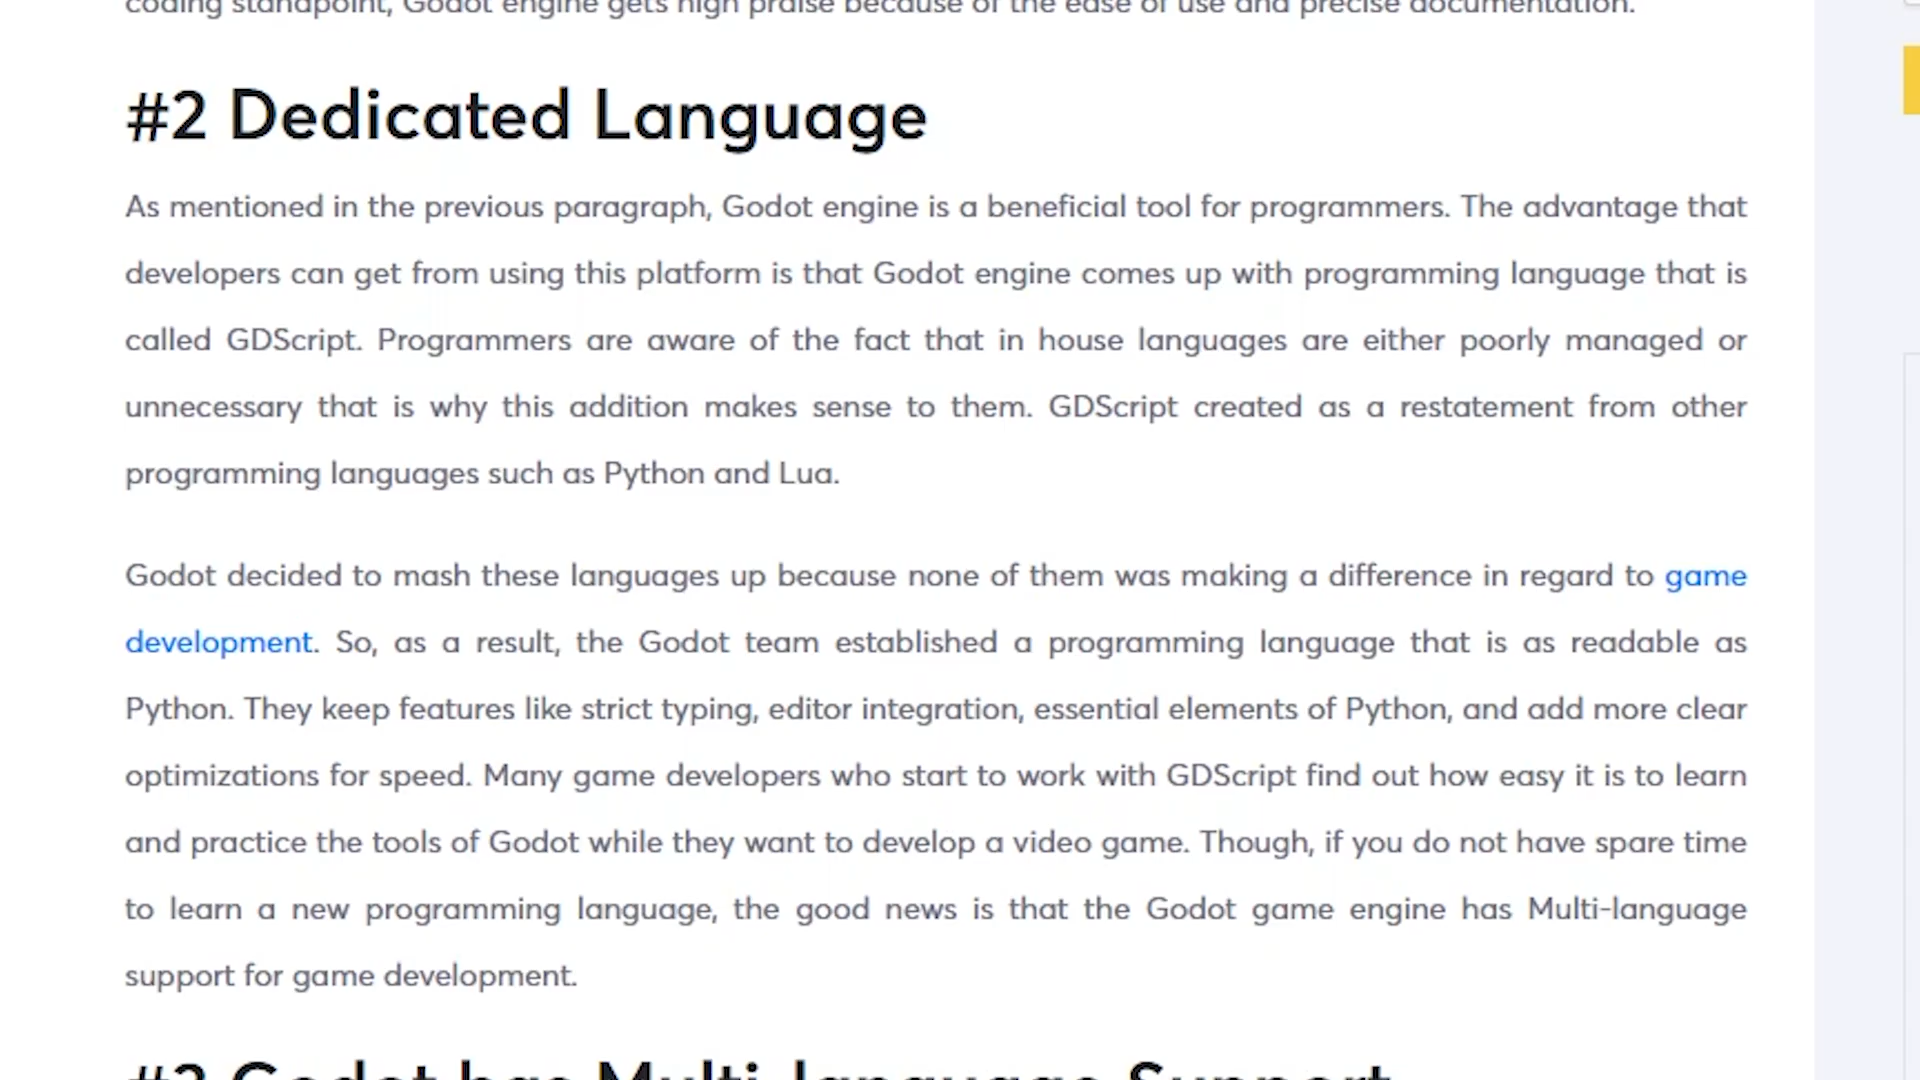 coding standpoint, Godot engine gets high praise because of the ease of use and precise documentation.
#2 Dedicated Language
As mentioned in the previous paragraph, Godot engine is a beneficial tool for programmers. The advantage that
developers can get from using this platform is that Godot engine comes up with programming language that is
called GDScript. Programmers are aware of the fact that in house languages are either poorly managed or
unnecessary that is why this addition makes sense to them. GDScript created as a restatement from other
programming languages such as Python and Lua.
Godot decided to mash these languages up because none of them was making a difference in regard to game
development. So, as a result, the Godot team established a programming language that is as readable as
Python. They keep features like strict typing, editor integration, essential elements of Python, and add more clear
optimizations for speed. Many game developers who start to work with GDScript find out how easy it is to learn
and practice the tools of Godot while they want to develop a video game. Though, if you do not have spare time
to learn a new programming language, the good news is that the Godot game engine has Multi-language
support for game development.
#3 Godot has Multi-language Support